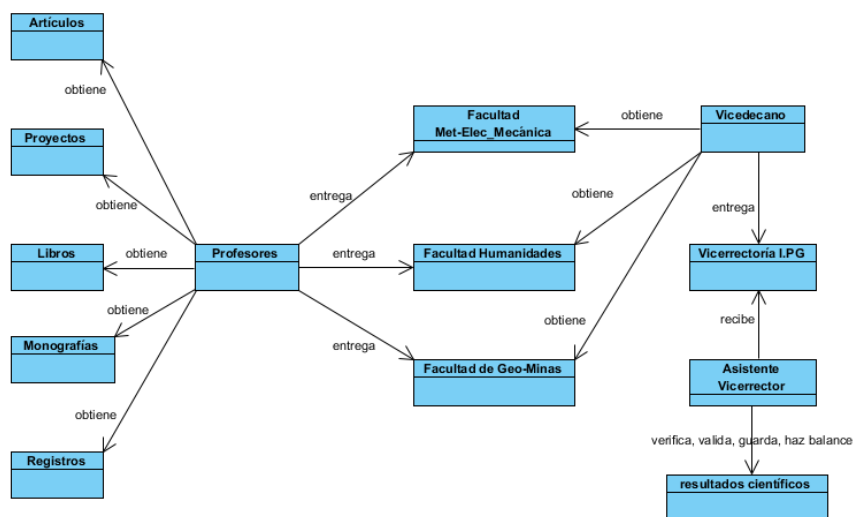 Artículos
obtiene
Facultad
Met-Elec_Mecánica
obtiene
Vicedecano
Proyectos
obtiene
entrega
obtiene
entrega
Libros
obtiene
Profesores
entrega
Facultad Humanidades
Vicerrectoría I.PG
Monografías
obtiene
entrega
obtiene
recibe
Facultad de Geo-Minas
Asistente
Vicerrector
obtiene
Registros
verifica, valida, guarda, haz balance
resultados científicos